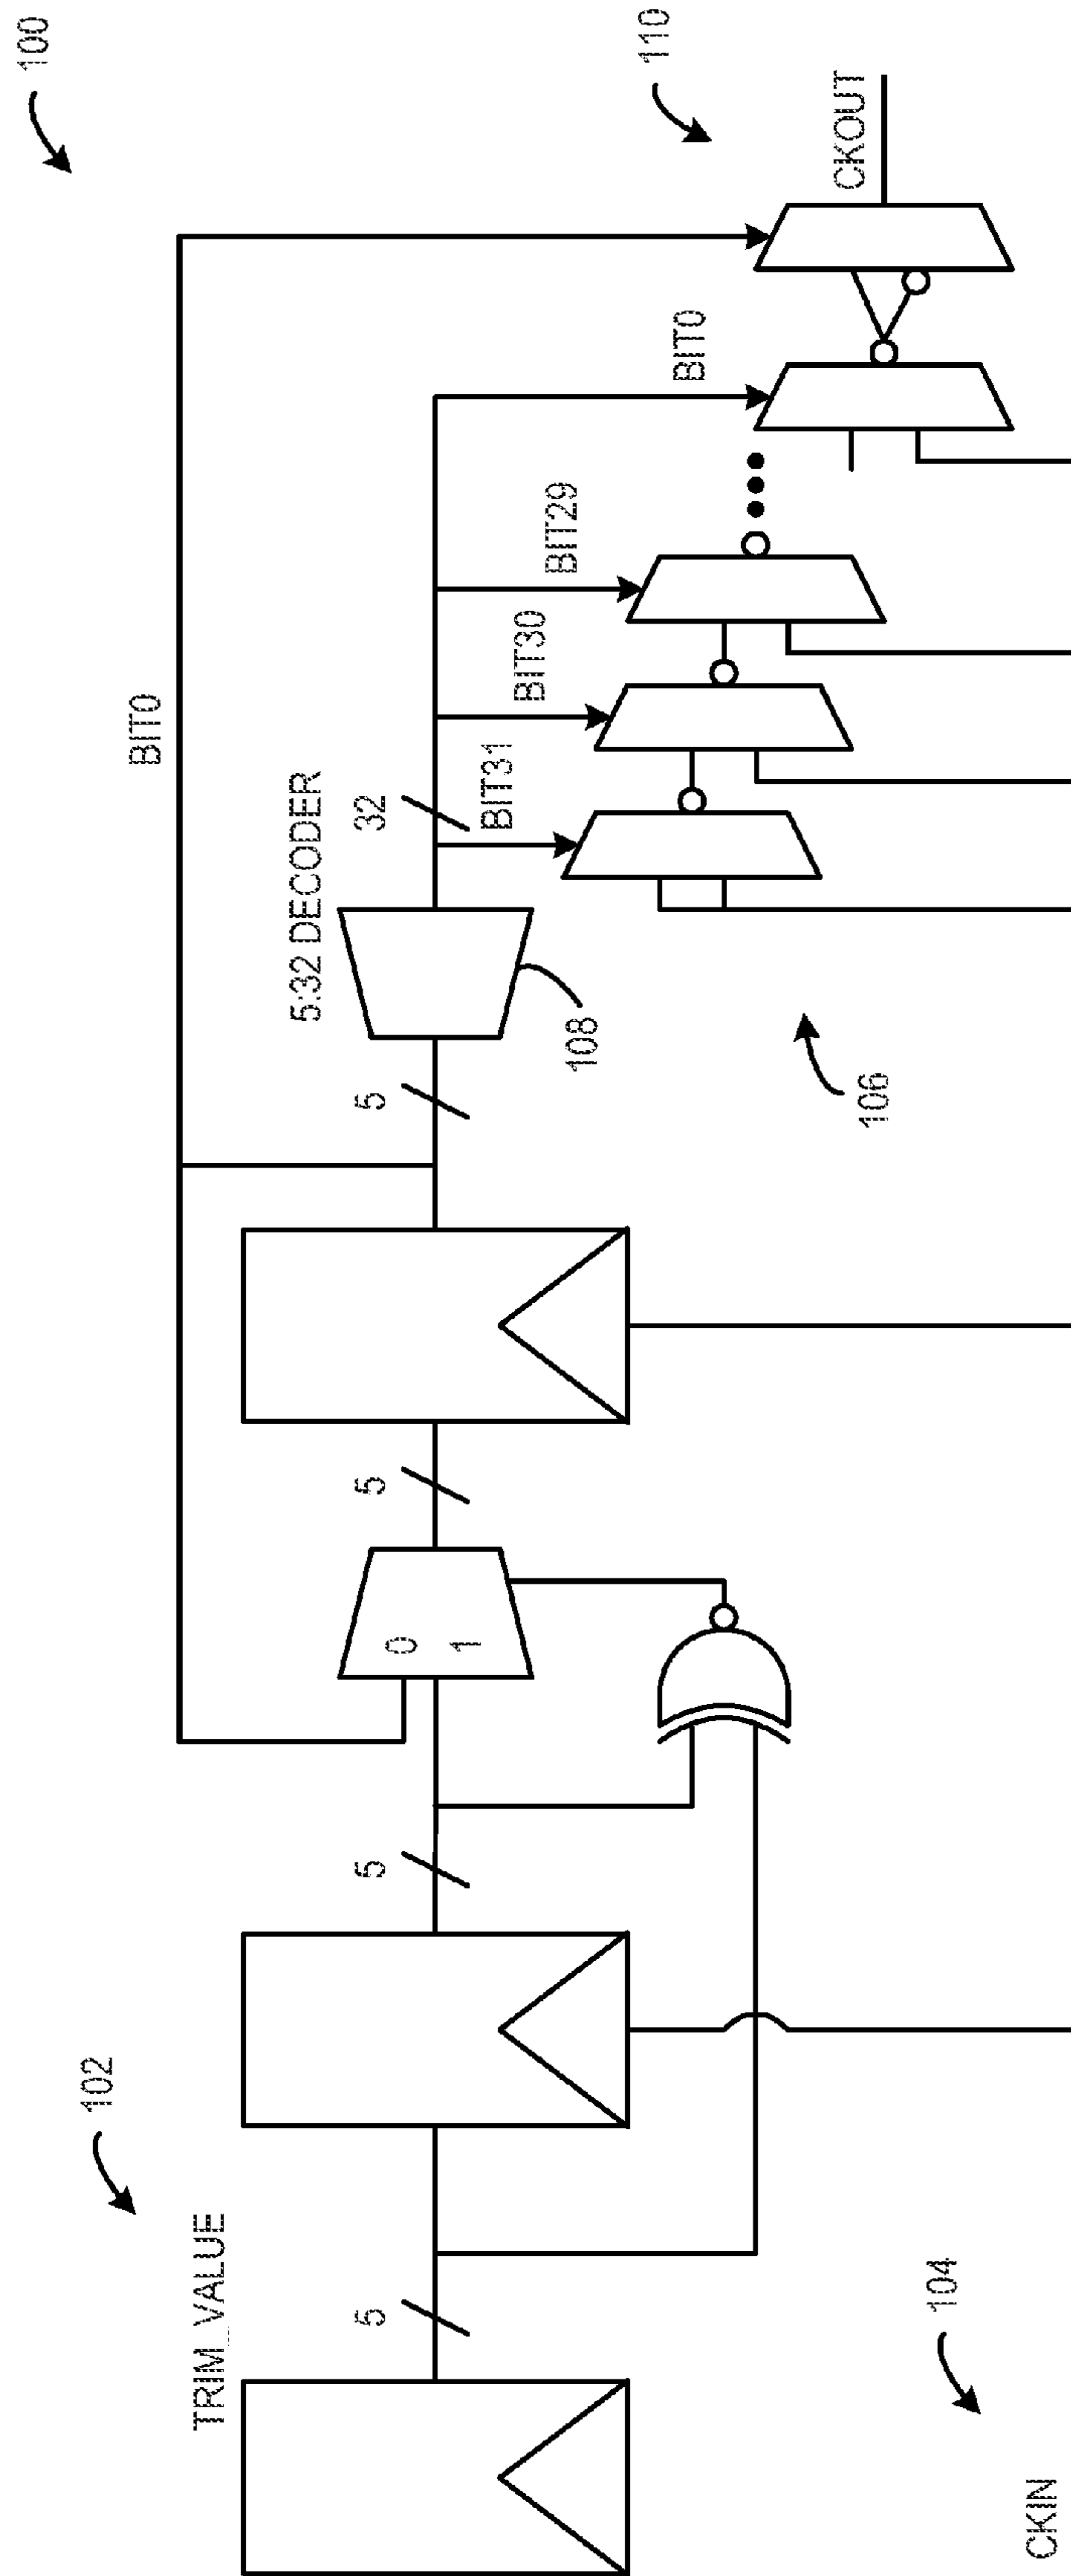 100
110
102
104
TRIM_VALUE
CKIN
5
5
0
1
5
5
5:32 DECODER
108
106
32
BIT0
BIT31
BIT30
BIT29
BIT0
CKOUT